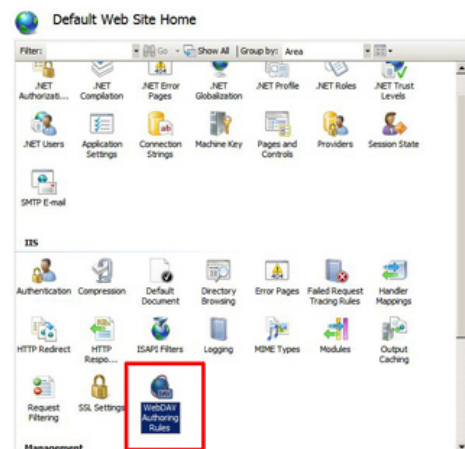 Default Web Site Home
Filter: Go Show All Group by: Area
.NET Authorizati...
.NET Compilation
.NET Error Pages
.NET Globalization
.NET Profile
.NET Roles
.NET Trust Levels
.NET Users
Application Settings
Connection Strings
Machine Key
Pages and Controls
Providers
Session State
SMTP E-mail
IIS
Authentication
Compression
Default Document
Directory Browsing
Error Pages
Failed Request Tracing Rules
Handler Mappings
HTTP Redirect
HTTP Respo...
ISAPI Filters
Logging
MIME Types
Modules
Output Caching
Request Filtering
SSL Settings
WebDAV Authoring Rules
Management